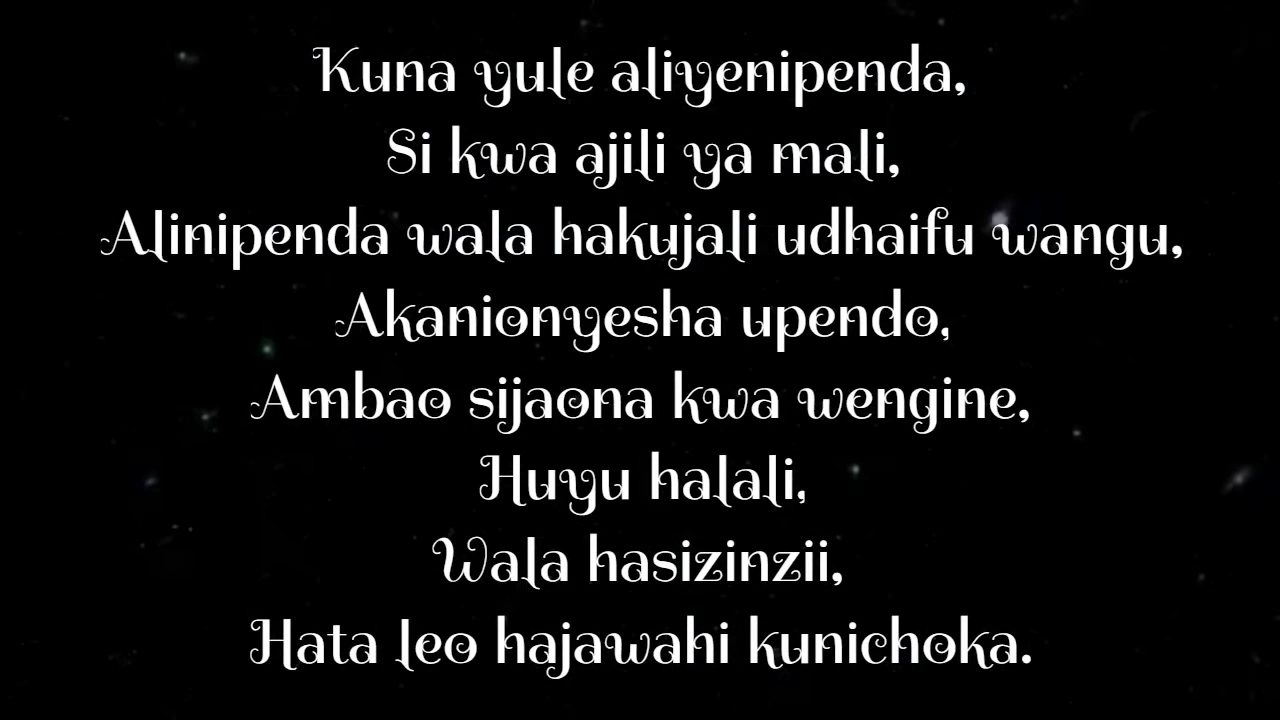 Kuna yule aliyenipenda,
Si kwa ajili ya mali,
Alinipenda wala hakujali udhaifu wangu,
Akanionyesha upendo,
Ambao sijaona kwa wengine,
Huyu halali,
Wala hasizinzii,
Hata leo hajawahi kunichoka.